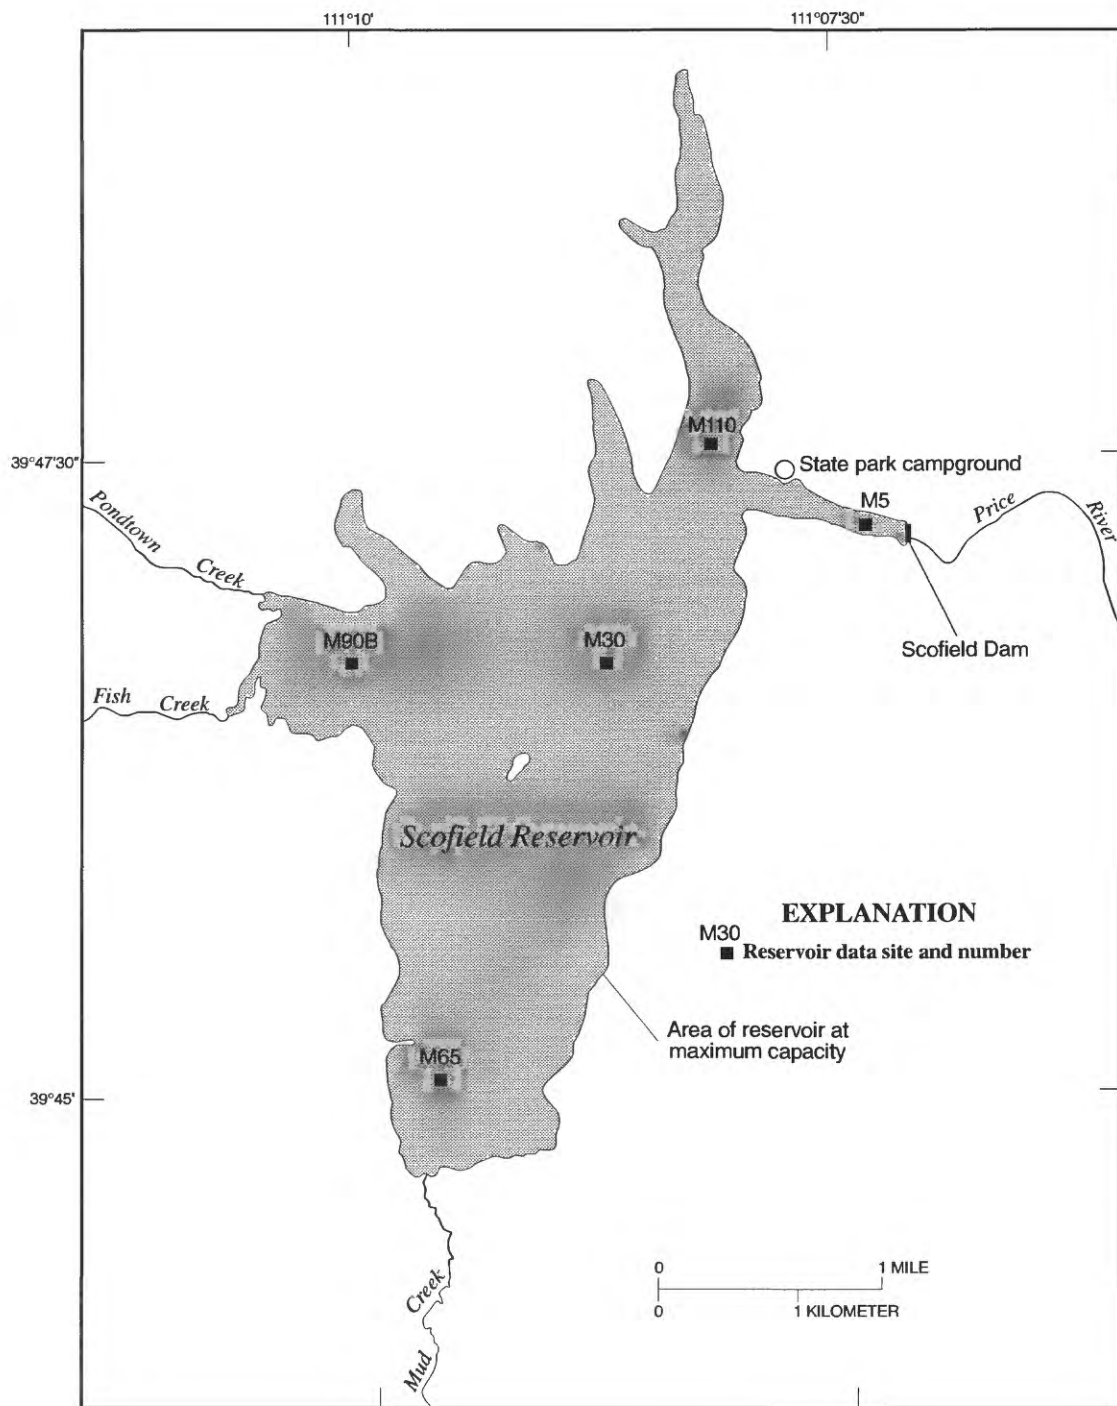 111°10'
111°07'30"
M110
39°47'30"
State park campground
M5
Price
River
Pondtown
Creek
Scofield Dam
M90B
M30
Fish Creek
Scofield Reservoir
EXPLANATION
M30
Reservoir data site and number
Area of reservoir at
maximum capacity
M65
39°45'
0 1 MILE
0 1 KILOMETER
Creek
Mud